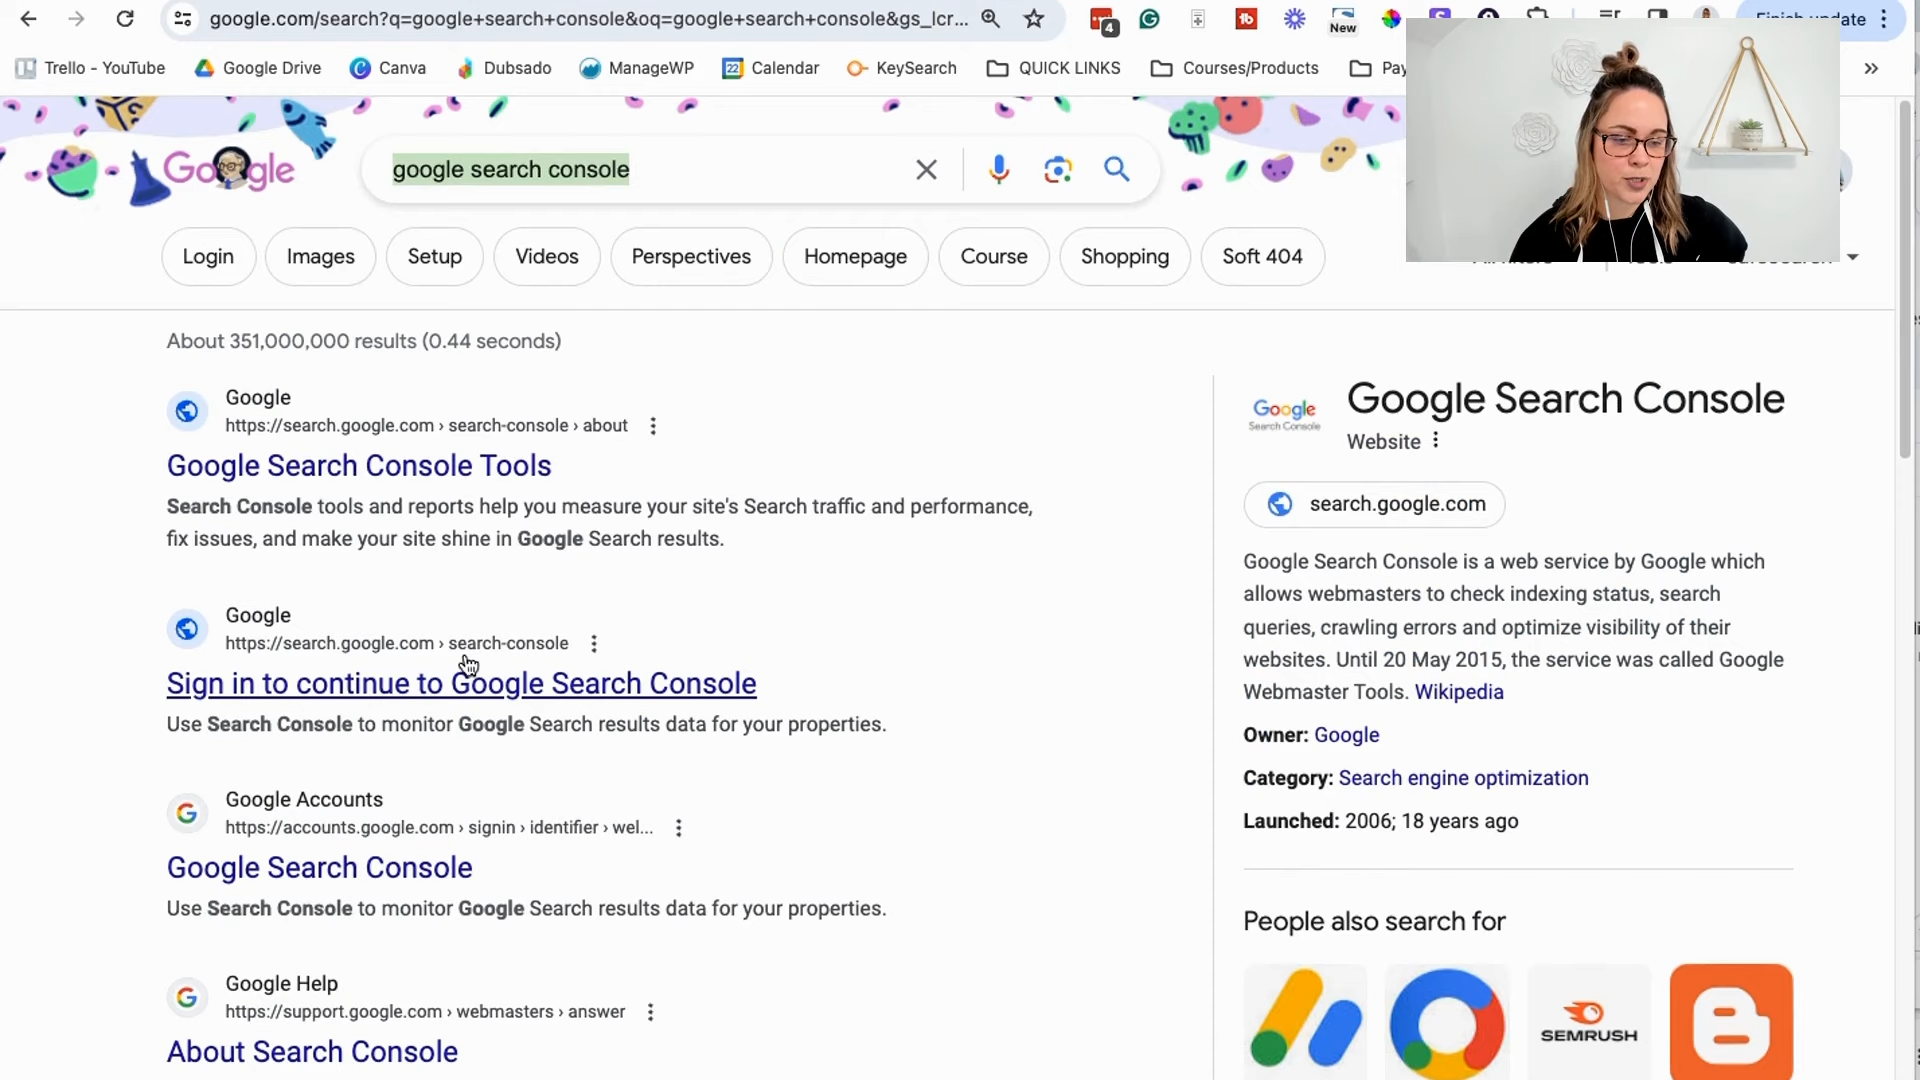 google.com/search?q=google+search+console&oq=google+search+console&gs_lcr...
4
New
Finish update
Trello - YouTube
Google Drive
Canva
Dubsado
22
ManageWP
Calendar
KeySearch
QUICK LINKS
Courses/Products
Pay
»
Google
google search console
Login
Images
Setup
Videos
Perspectives
Homepage
Course
Shopping
Soft 404
About 351,000,000 results (0.44 seconds)
Google
https://search.google.com › search-console › about
Google Search Console Tools
Search Console tools and reports help you measure your site's Search traffic and performance,
fix issues, and make your site shine in Google Search results.
Google
https://search.google.com › search-console
Sign in to continue to Google Search Console
Use Search Console to monitor Google Search results data for your properties.
Google Accounts
https://accounts.google.com › signin › identifier › wel...
Google Search Console
Use Search Console to monitor Google Search results data for your properties.
Google Help
https://support.google.com › webmasters › answer
About Search Console
Google
Search Console
Google Search Console
Website
search.google.com
Google Search Console is a web service by Google which
allows webmasters to check indexing status, search
queries, crawling errors and optimize visibility of their
websites. Until 20 May 2015, the service was called Google
Webmaster Tools. Wikipedia
Owner: Google
Category: Search engine optimization
Launched: 2006; 18 years ago
People also search for
SEMRUSH